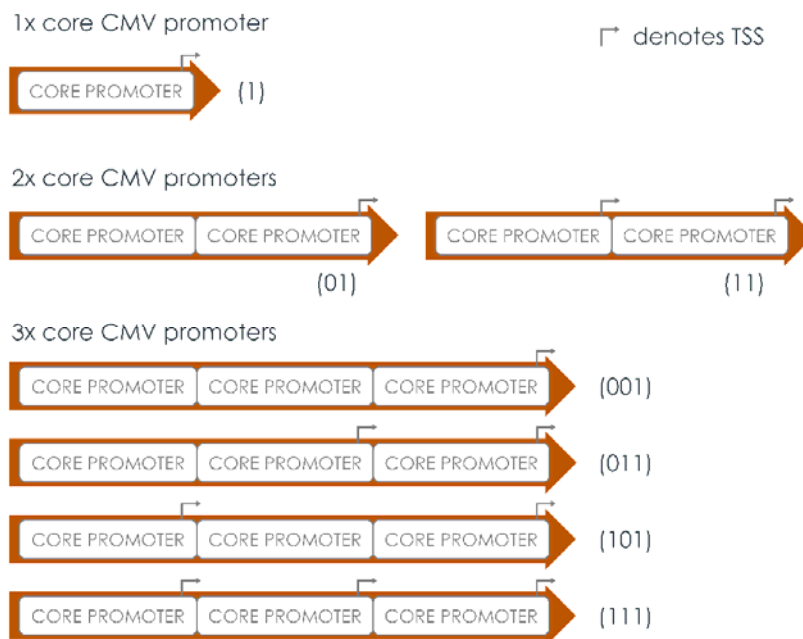 1x core CMV promoter
denotes TSS
CORE PROMOTER (1)
2x core CMV promoters
CORE PROMOTER CORE PROMOTER CORE PROMOTER CORE PROMOTER
(01) (11)
3x core CMV promoters
CORE PROMOTER CORE PROMOTER CORE PROMOTER (001)
CORE PROMOTER CORE PROMOTER CORE PROMOTER (011)
CORE PROMOTER CORE PROMOTER CORE PROMOTER (101)
CORE PROMOTER CORE PROMOTER CORE PROMOTER (111)